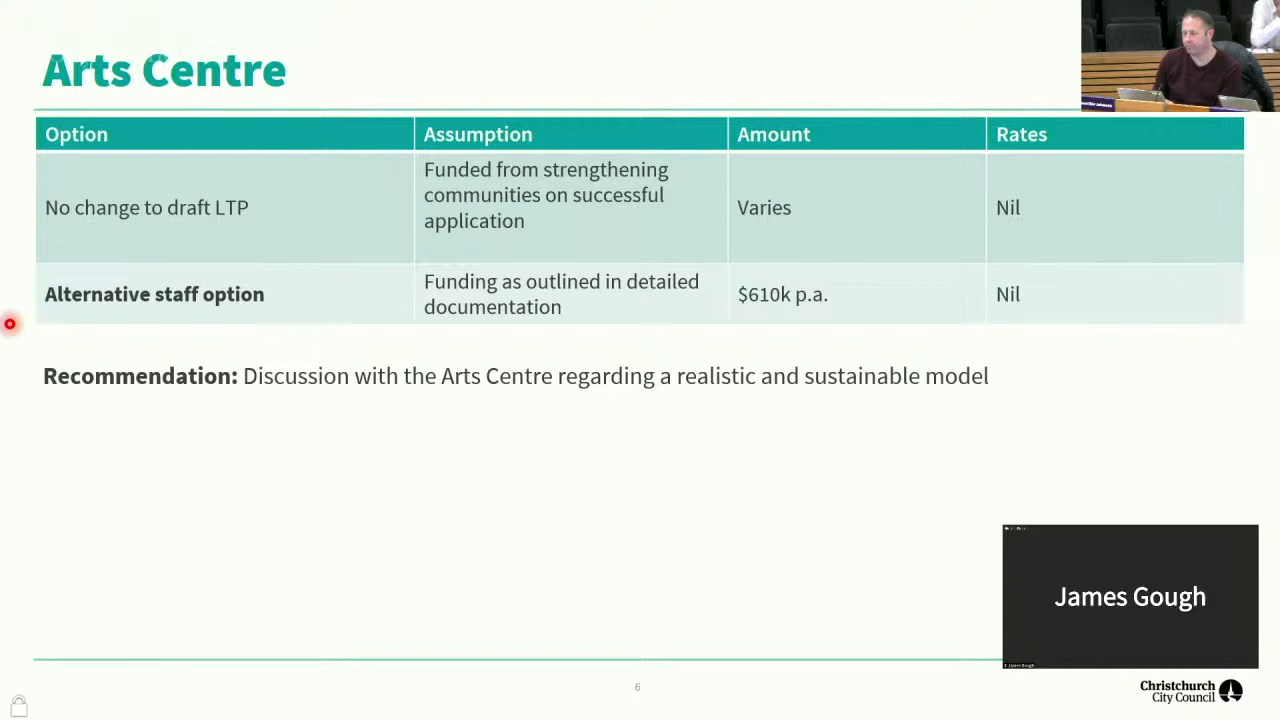 Arts Centre
Option
Assumption
Amount
Rates
No change to draft LTP
Funded from strengthening
communities on successful
application
Varies
Nil
Alternative staff option
Funding as outlined in detailed
documentation
$610k p.a.
Nil
Recommendation: Discussion with the Arts Centre regarding a realistic and sustainable model
James Gough
James Gough
6
Christchurch
City Council